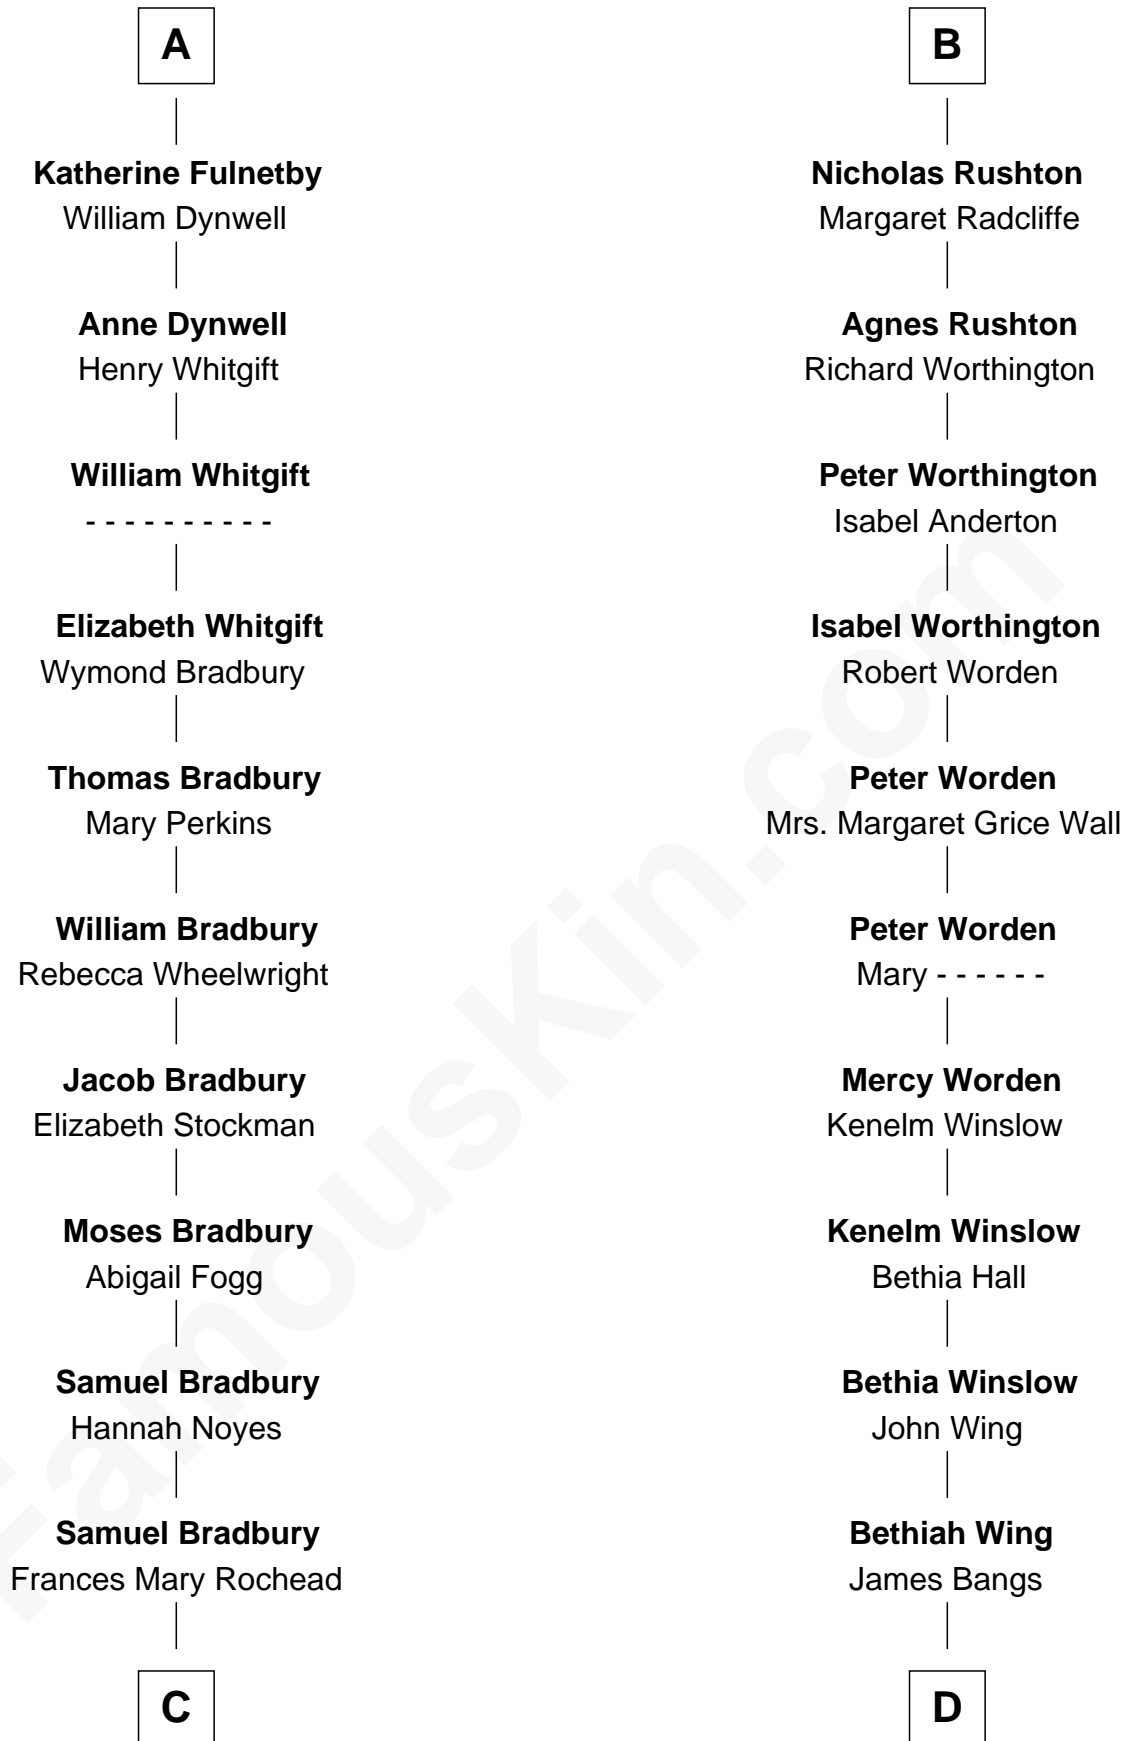 A
Katherine Fulnetby
William Dynwell
Anne Dynwell
Henry Whitgift
William Whitgift
- - - - - - - - - -
Elizabeth Whitgift
Wymond Bradbury
Thomas Bradbury
Mary Perkins
William Bradbury
Rebecca Wheelwright
Jacob Bradbury
Elizabeth Stockman
Moses Bradbury
Abigail Fogg
Samuel Bradbury
Hannah Noyes
Samuel Bradbury
Frances Mary Rochead
C
B
Nicholas Rushton
Margaret Radcliffe
Agnes Rushton
Richard Worthington
Peter Worthington
Isabel Anderton
Isabel Worthington
Robert Worden
Peter Worden
Mrs. Margaret Grice Wall
Peter Worden
Mary - - - - - -
Mercy Worden
Kenelm Winslow
Kenelm Winslow
Bethia Hall
Bethia Winslow
John Wing
Bethiah Wing
James Bangs
D
FamousKin.com